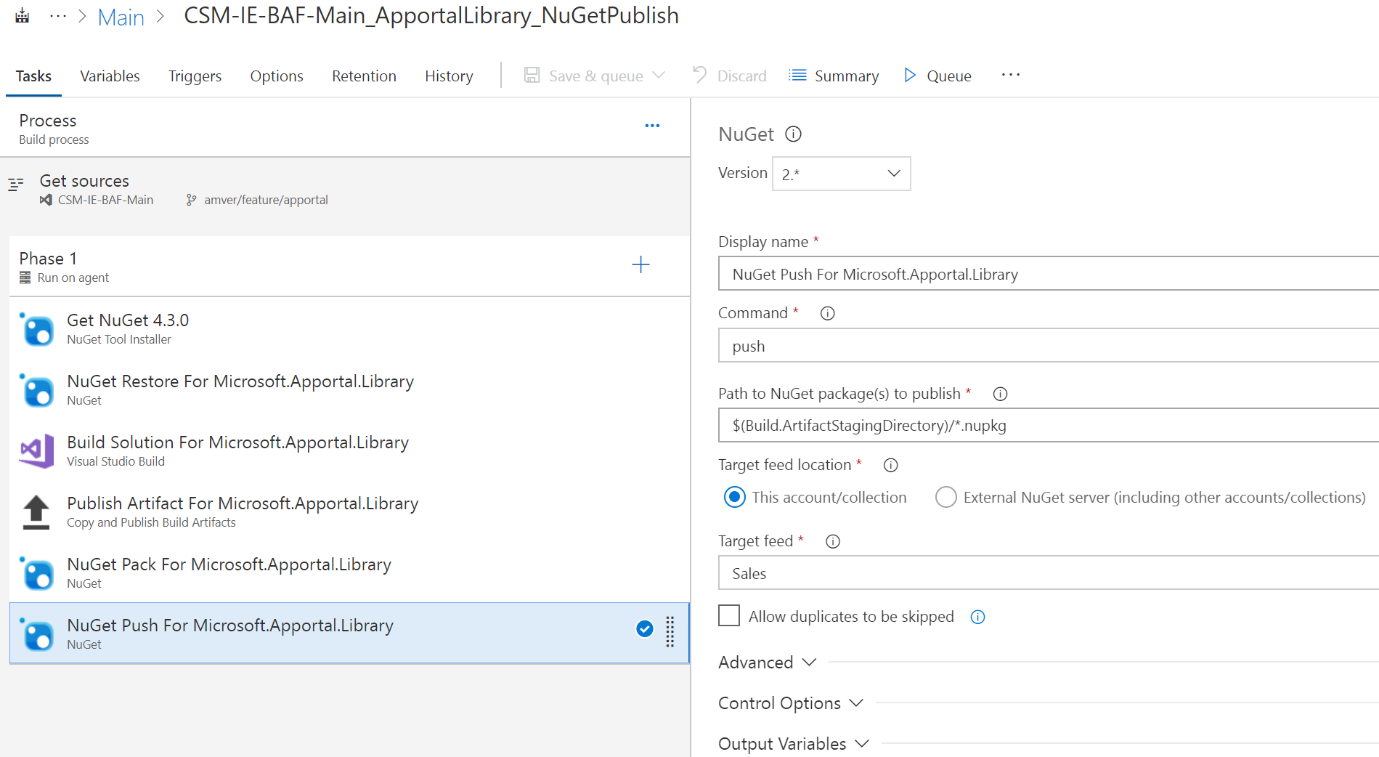 ··· > Main > CSM-IE-BAF-Main_ApportalLibrary_NuGetPublish
Tasks Variables Triggers Options Retention History Save & queue Discard Summary Queue ···
Process
Build process
Get sources
CSM-IE-BAF-Main amver/feature/apportal
Phase 1
Run on agent
Get NuGet 4.3.0
NuGet Tool Installer
NuGet Restore For Microsoft.Apportal.Library
NuGet
Build Solution For Microsoft.Apportal.Library
Visual Studio Build
Publish Artifact For Microsoft.Apportal.Library
Copy and Publish Build Artifacts
NuGet Pack For Microsoft.Apportal.Library
NuGet
NuGet Push For Microsoft.Apportal.Library
NuGet
NuGet
Version 2.*
Display name *
NuGet Push For Microsoft.Apportal.Library
Command *
push
Path to NuGet package(s) to publish *
$(Build.ArtifactStagingDirectory)/*.nupkg
Target feed location *
This account/collection External NuGet server (including other accounts/collections)
Target feed *
Sales
Allow duplicates to be skipped
Advanced
Control Options
Output Variables